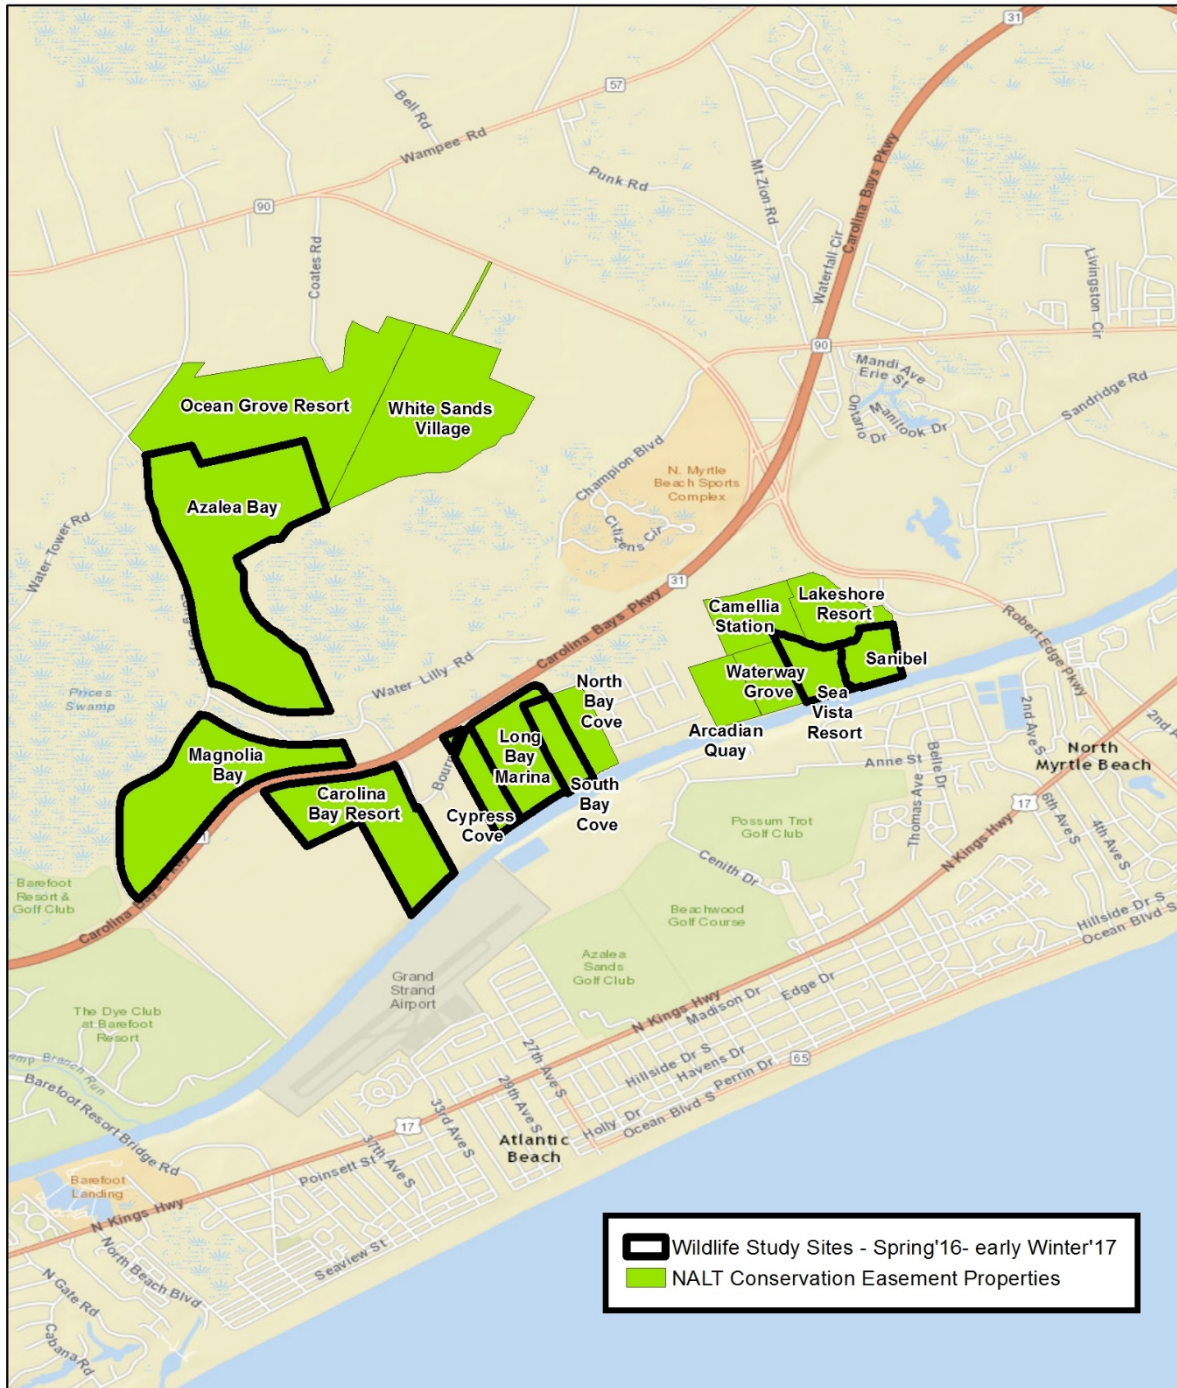 31
57
Bell Rd
Wampee Rd
Punk Rd
Mt Zion Rd
Carolina Bays Pkwy
90
Coates Rd
Waterfall Cir
Livingston
Cir
90
Mandi Ave
Erie St
Ontario
Dr
Manitook Dr
Sandridge Rd
Ocean Grove Resort
White Sands
Village
Champion Blvd
N. Myrtle
Beach Sports
Complex
Citizens Cir
Azalea Bay
Water Tower Rd
31
Carolina Bays Pkwy
Camellia
Station
Lakeshore
Resort
Robert Edge Pkwy
Sanibel
Waterway
Grove
Sea
Vista
Resort
Arcadian
Quay
2nd Ave S
2nd A
Water Lilly Rd
Prices
Swamp
North
Bay
Cove
Long
Bay
Marina
South
Bay
Cove
Cypress
Cove
Magnolia
Bay
Carolina
Bay Resort
Anne St
Belle Dr
Thomas Ave
North
Myrtle Beach
17
6th Ave S
4th Ave S
Possum Trot
Golf Club
Cenith Dr
N Kings Hwy
Barefoot
Resort &
Golf Club
Carolina Bays Pkwy
Beachwood
Golf Course
Hillside Dr S
Ocean Blvd S
Azalea
Sands
Golf Club
Grand
Strand
Airport
Edge Dr
Madison Dr
N Kings Hwy
The Dye Club
at Barefoot
Resort
Branch
Run
Barefoot Resort Bridge Rd
27th Ave S
29th Ave S
33rd Ave S
37th Ave S
Hillside Dr S
Havens Dr
Perrin Dr
65
Holly Dr
Ocean Blvd S
17
Atlantic
Beach
Poinsett St
Barefoot
Landing
N Kings Hwy
Seaview St
North Beach Blvd
N Gate Rd
Cabana Rd
Wildlife Study Sites - Spring'16- early Winter'17
NALT Conservation Easement Properties